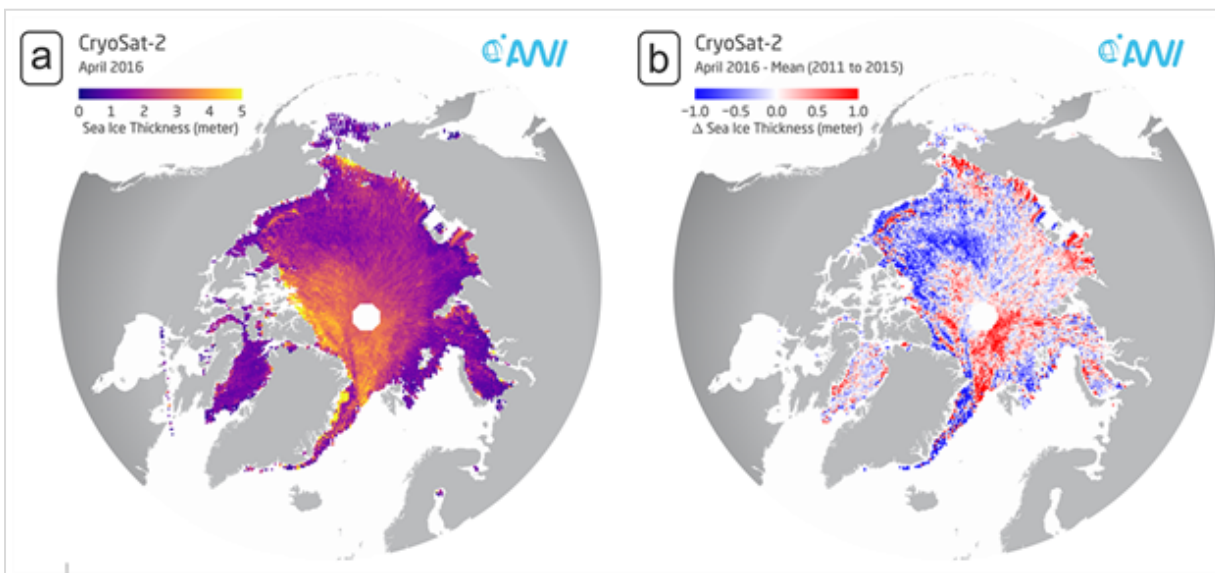 a
CryoSat-2
April 2016
0 1 2 3 4 5
Sea Ice Thickness (meter)
AWI
b
CryoSat-2
April 2016 - Mean (2011 to 2015)
−1.0 −0.5 0.0 0.5 1.0
Δ Sea Ice Thickness (meter)
AWI